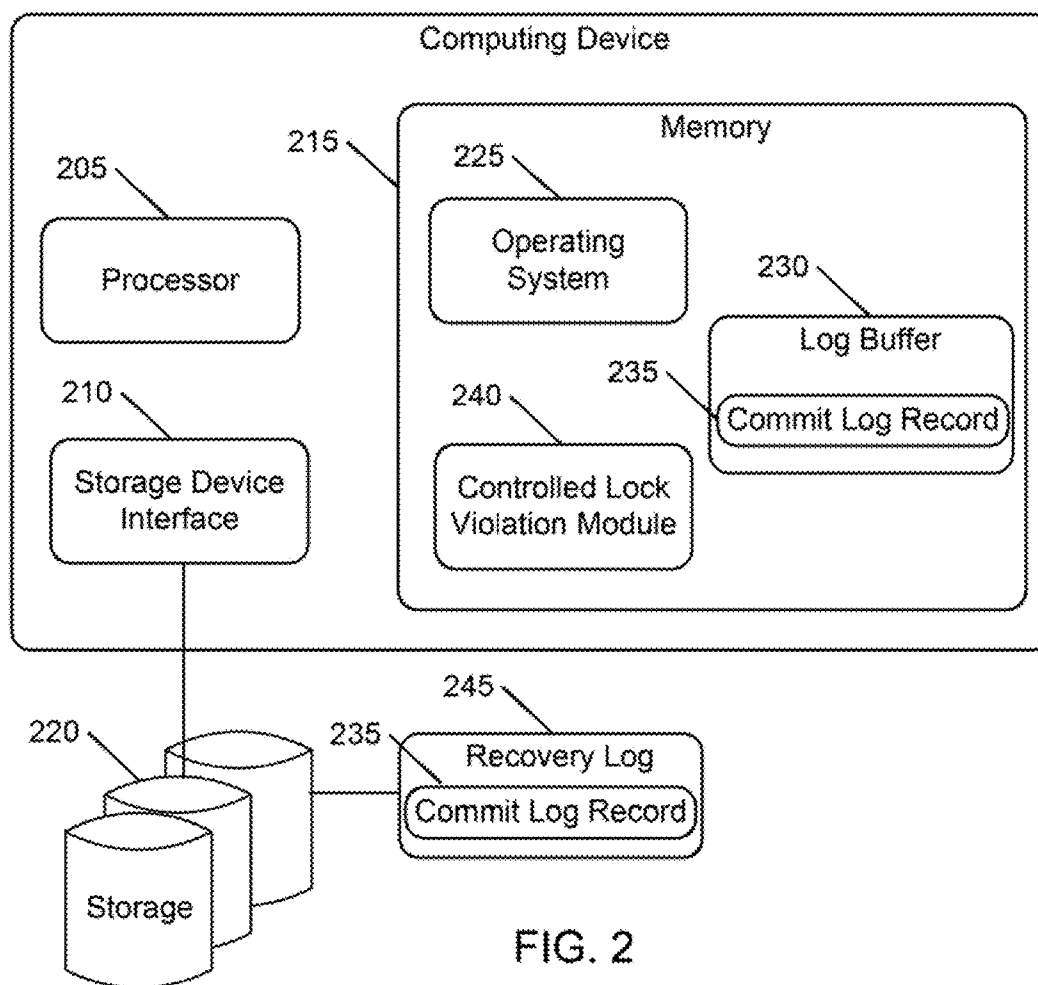 Computing Device
Memory
215
225
205
Operating
System
Processor
230
Log Buffer
235
Commit Log Record
210
240
Storage Device
Interface
Controlled Lock
Violation Module
245
220
235
Recovery Log
Commit Log Record
Storage
FIG. 2